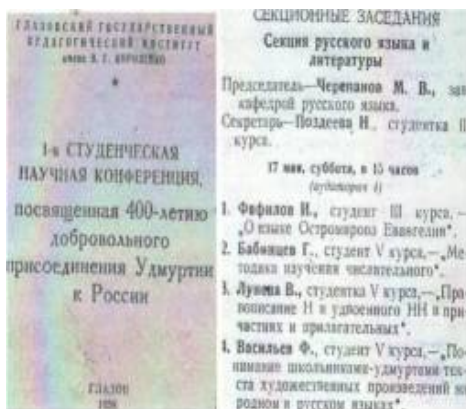 ГЛАЗОВСКИЙ ГОСУДАРСТВЕННЫЙ
ПЕДАГОГИЧЕСКИЙ ИНСТИТУТ
имени В. Г. КОРОЛЕНКО
1-я СТУДЕНЧЕСКАЯ
НАУЧНАЯ КОНФЕРЕНЦИЯ,
посвященная 400-летию
добровольного
присоединения Удмуртии
к России
ГЛАЗОВ
СЕКЦИОННЫЕ ЗАСЕДАНИЯ
Секция русского языка и
литературы
Председатель—Черепанов М. В., зав.
кафедрой русского языка.
Секретарь—Поздеева Н., студентка II
курса.
17 мая, суббота, в 15 часов
(аудитория 4)
1. Фефилов И., студент III курса, —
„О языке Остромирова Евангелия“.
2. Бабинцев Г., студент V курса,—„Ме-
тодика изучения числительного“.
3. Лунева В., студентка V курса,—„Пра-
вописание Н и удвоенного НН в при-
частиях и прилагательных“.
4. Васильев Ф., студент V курса,—„По-
нимание школьниками-удмуртами тек-
ста художественных произведений на
родном и русском языках“